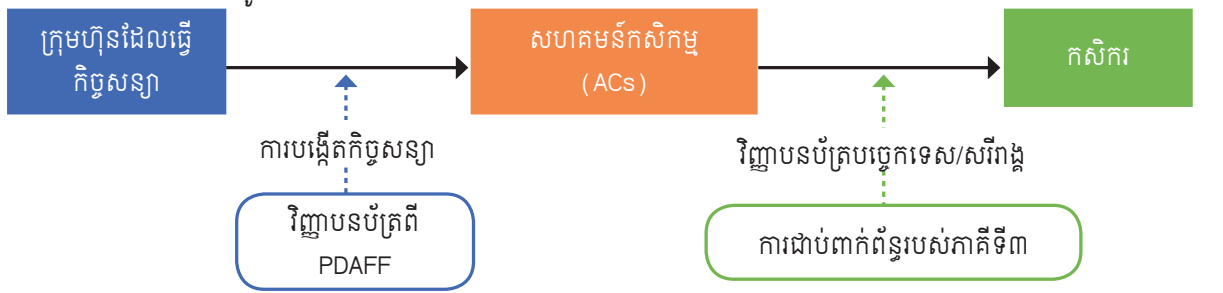 ក្រុមហ៊ុនដែលធ្វើ
កិច្ចសន្យា
សហគមន៍កសិកម្ម
(ACs)
កសិករ
ការបង្កើតកិច្ចសន្យា
វិញ្ញាបនប័ត្របច្ចេកទេស/សរីរាង្គ
វិញ្ញាបនប័ត្រពី
PDAFF
ការជាប់ពាក់ព័ន្ធរបស់ភាគីទី៣